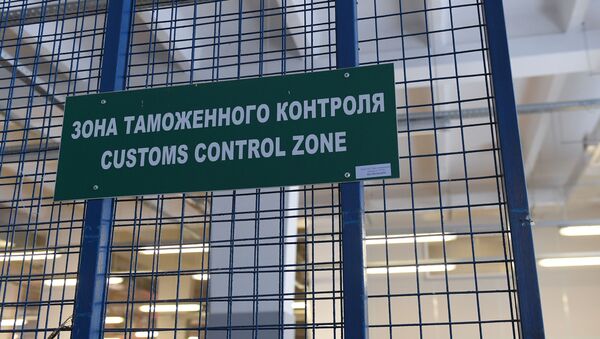 ЗОНА ТАМОЖЕННОГО КОНТРОЛЯ
CUSTOMS CONTROL ZONE